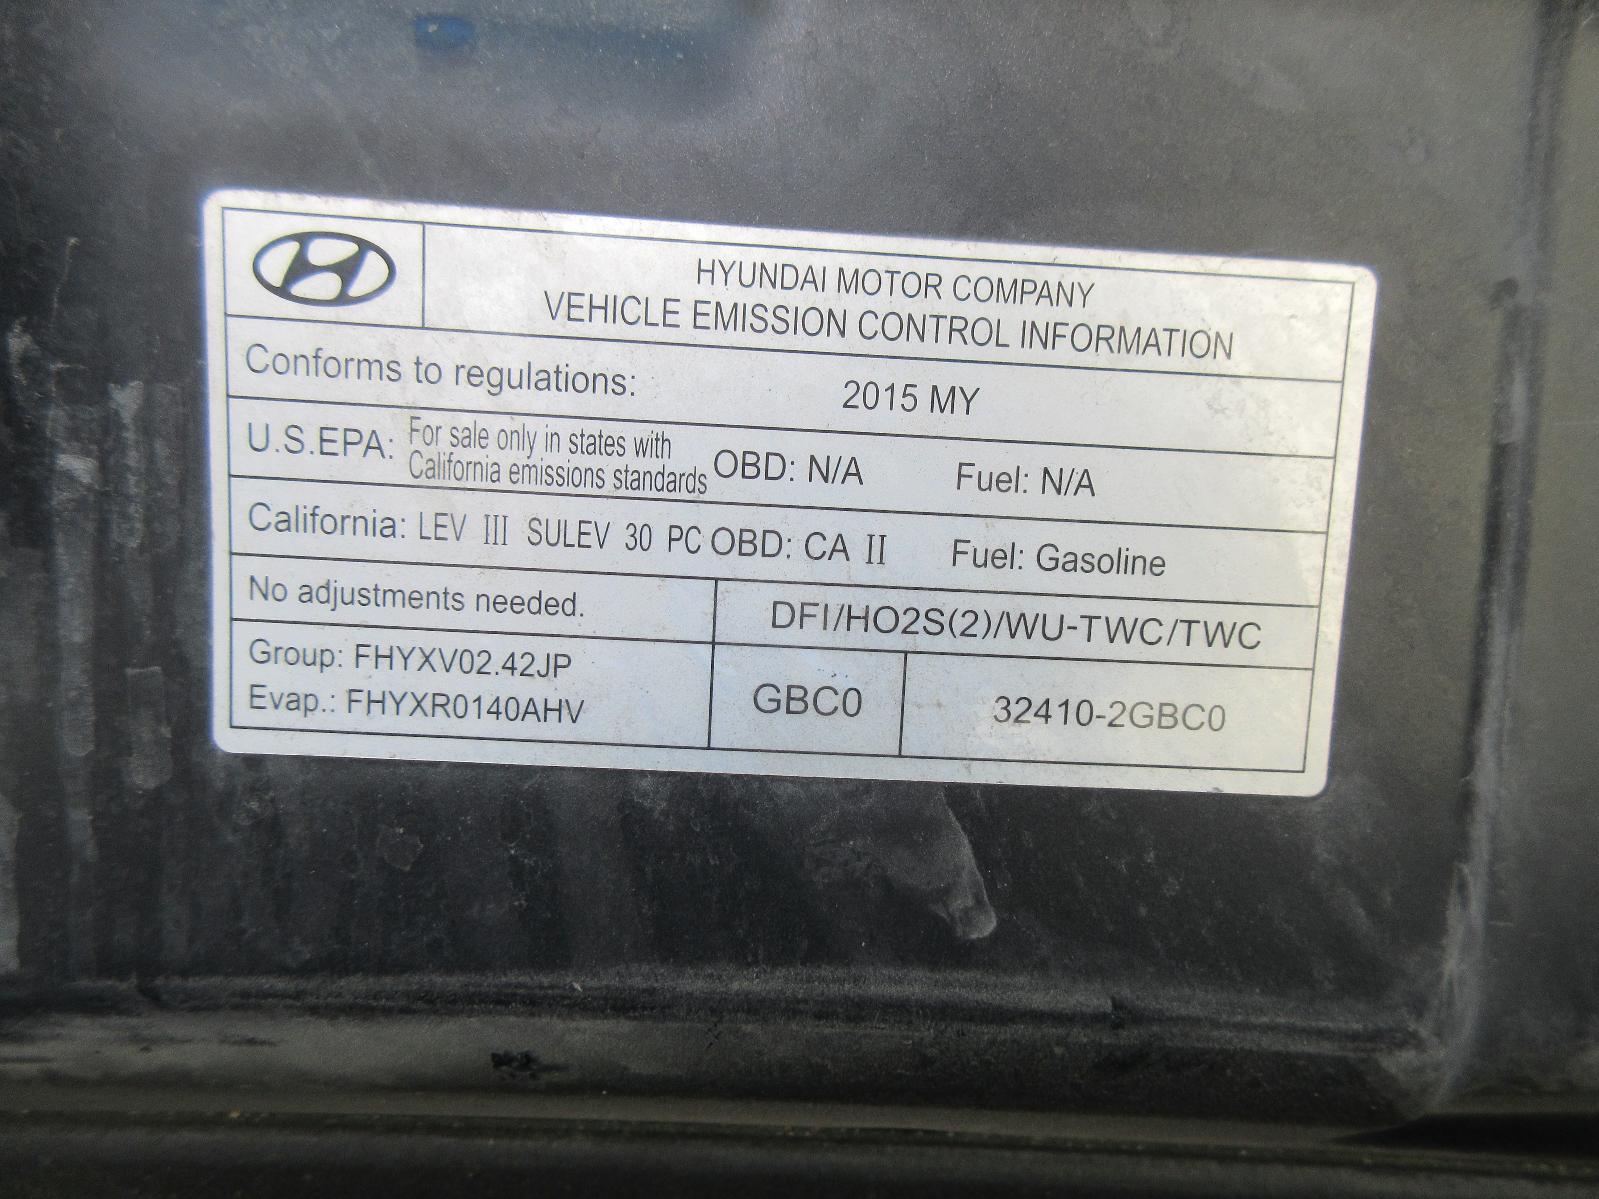 HYUNDAI MOTOR COMPANY
VEHICLE EMISSION CONTROL INFORMATION
Conforms to regulations: 2015 MY
U.S.EPA: For sale only in states with California emissions standards OBD: N/A Fuel: N/A
California: LEV III SULEV 30 PC OBD: CA II Fuel: Gasoline
No adjustments needed. DFI/HO2S(2)/WU-TWC/TWC
Group: FHYXV02.42JP
Evap.: FHYXR0140AHV
GBC0 32410-2GBC0